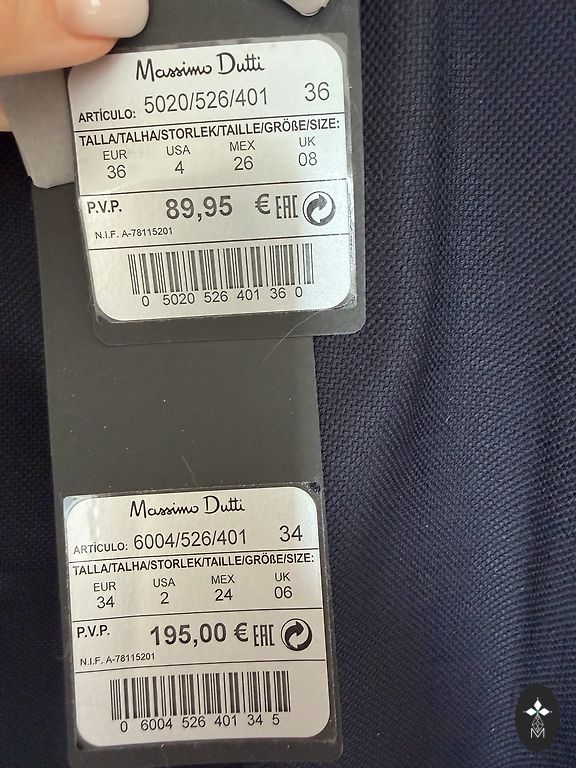 Massimo Dutti
ARTÍCULO: 5020/526/401 36
TALLA/TALHA/STORLEK/TAILLE/GRÖßE/SIZE:
EUR USA MEX UK
36 4 26 08
P.V.P. 89,95 € EAC
N.I.F. A-78115201
0 5020 526 401 36 0
Massimo Dutti
ARTÍCULO: 6004/526/401 34
TALLA/TALHA/STORLEK/TAILLE/GRÖßE/SIZE:
EUR USA MEX UK
34 2 24 06
P.V.P. 195,00 € EAC
N.I.F. A-78115201
0 6004 526 401 34 5
M